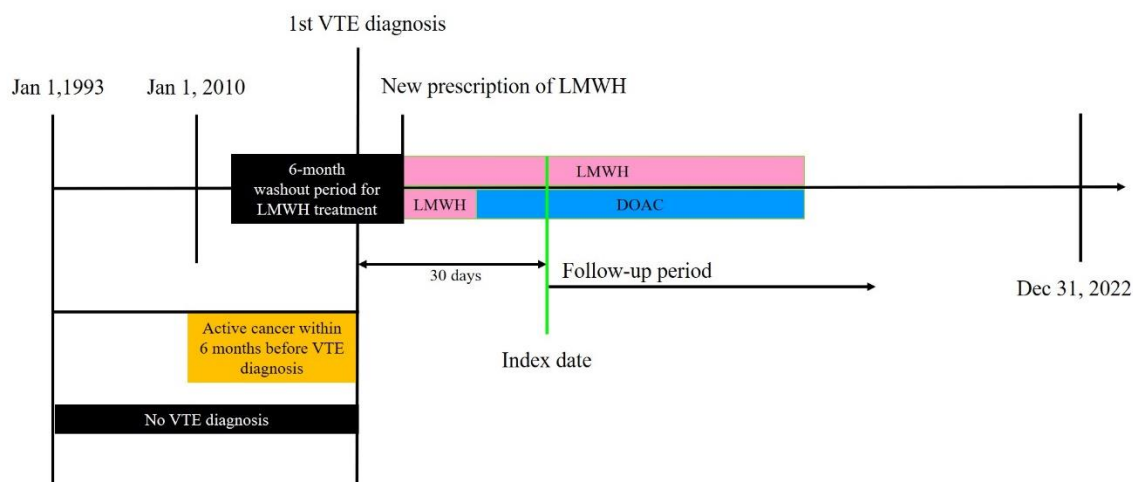 1st VTE diagnosis
Jan 1,1993
Jan 1, 2010
New prescription of LMWH
6-month
washout period for
LMWH treatment
LMWH
LMWH
DOAC
30 days
Follow-up period
Dec 31, 2022
Active cancer within
6 months before VTE
diagnosis
Index date
No VTE diagnosis